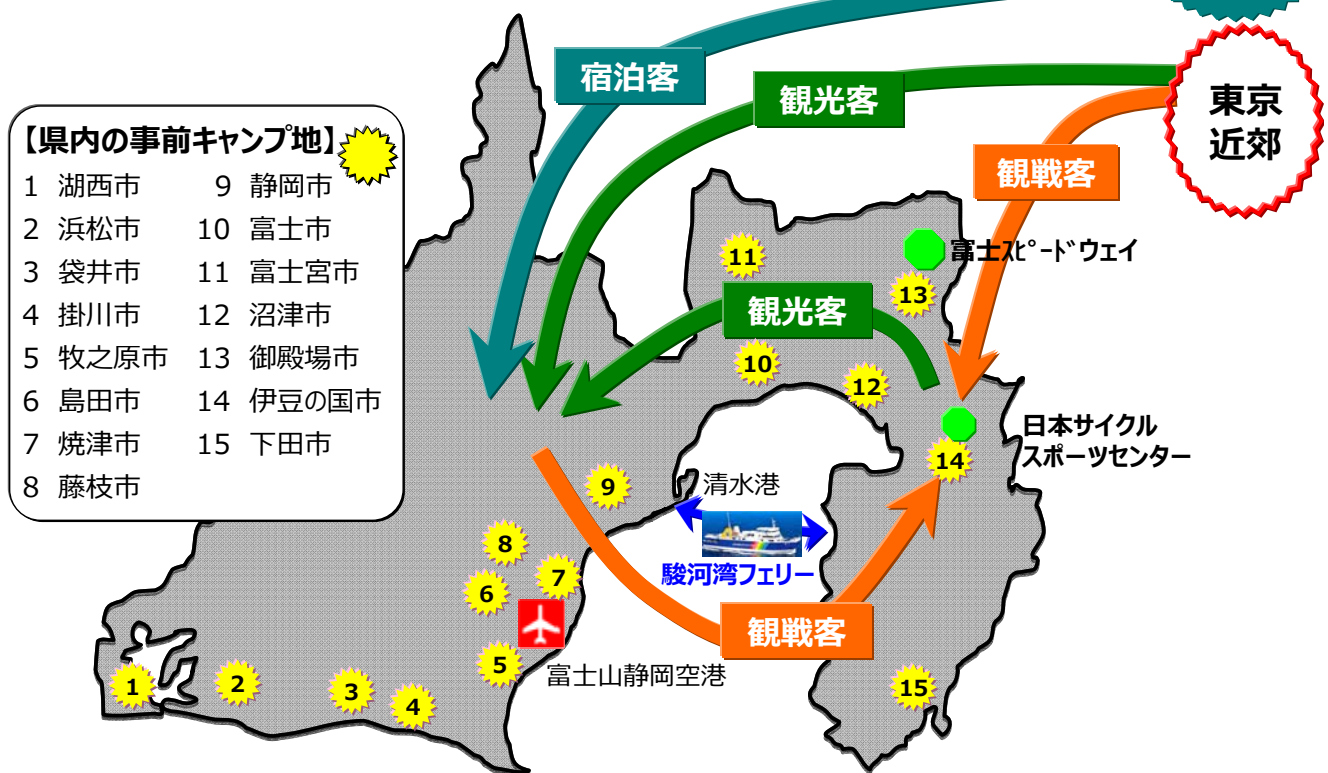 宿泊客
観光客
東京
近郊
観戦客
【県内の事前キャンプ地】
1 湖西市 9 静岡市
2 浜松市 10 富士市
3 袋井市 11 富士宮市
4 掛川市 12 沼津市
5 牧之原市 13 御殿場市
6 島田市 14 伊豆の国市
7 焼津市 15 下田市
8 藤枝市
富士ｽﾋﾟｰﾄﾞウェイ
11
13
観光客
10
12
日本サイクル
スポーツセンター
14
9
清水港
8
駿河湾フェリー
7
6
観戦客
5
富士山静岡空港
1
2
3
4
15